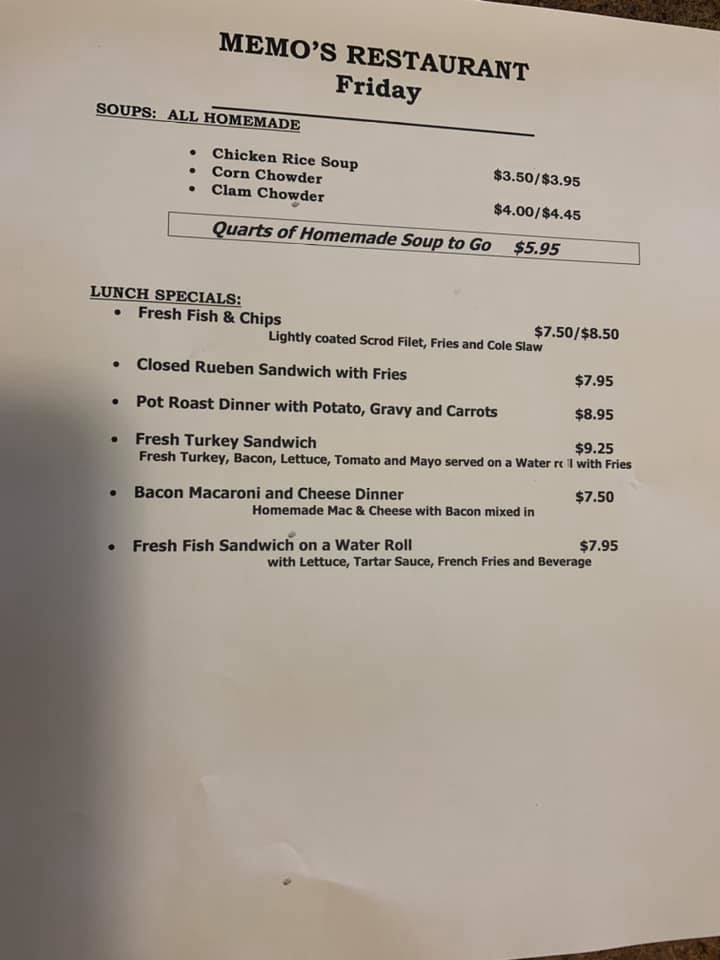 MEMO'S RESTAURANT
Friday
SOUPS: ALL HOMEMADE
• Chicken Rice Soup
• Corn Chowder $3.50/$3.95
• Clam Chowder $4.00/$4.45
Quarts of Homemade Soup to Go $5.95
LUNCH SPECIALS:
• Fresh Fish & Chips $7.50/$8.50
Lightly coated Scrod Filet, Fries and Cole Slaw
• Closed Rueben Sandwich with Fries $7.95
• Pot Roast Dinner with Potato, Gravy and Carrots $8.95
• Fresh Turkey Sandwich $9.25
Fresh Turkey, Bacon, Lettuce, Tomato and Mayo served on a Water roll with Fries
• Bacon Macaroni and Cheese Dinner $7.50
Homemade Mac & Cheese with Bacon mixed in
• Fresh Fish Sandwich on a Water Roll $7.95
with Lettuce, Tartar Sauce, French Fries and Beverage